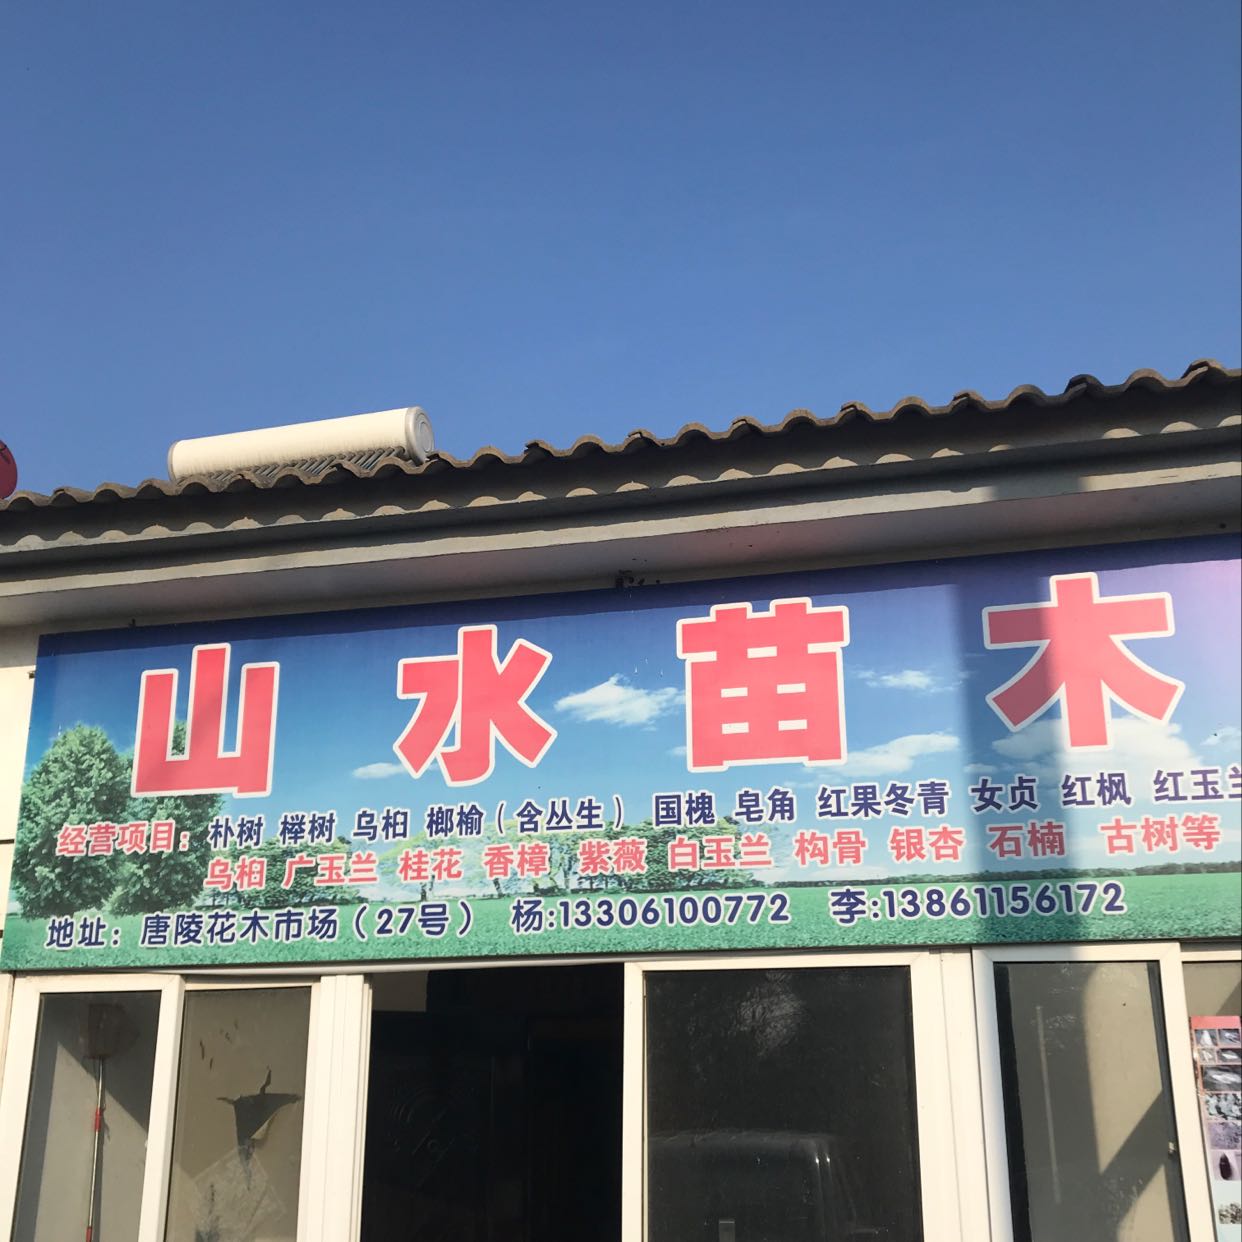 山水苗木
经营项目：朴树 榉树 乌桕 榔榆（含丛生） 国槐 皂角 红果冬青 女贞 红枫 红玉兰
乌桕 广玉兰 桂花 香樟 紫薇 白玉兰 构骨 银杏 石楠 古树等
地址：唐陵花木市场（27号） 杨:13306100772 李:13861156172